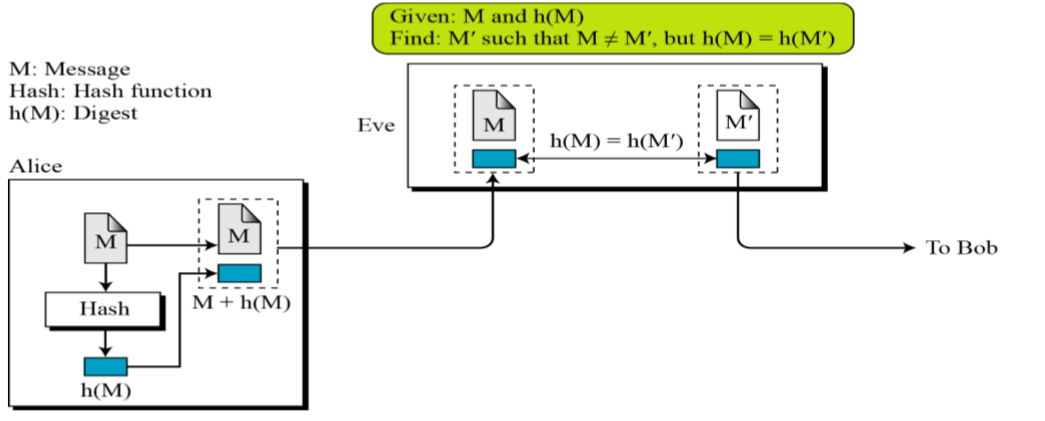 Given: M and h(M)
Find: M′ such that M ≠ M′, but h(M) = h(M′)
M: Message
Hash: Hash function
h(M): Digest
Eve
M
M′
h(M) = h(M′)
Alice
M
M
Hash
M + h(M)
h(M)
To Bob